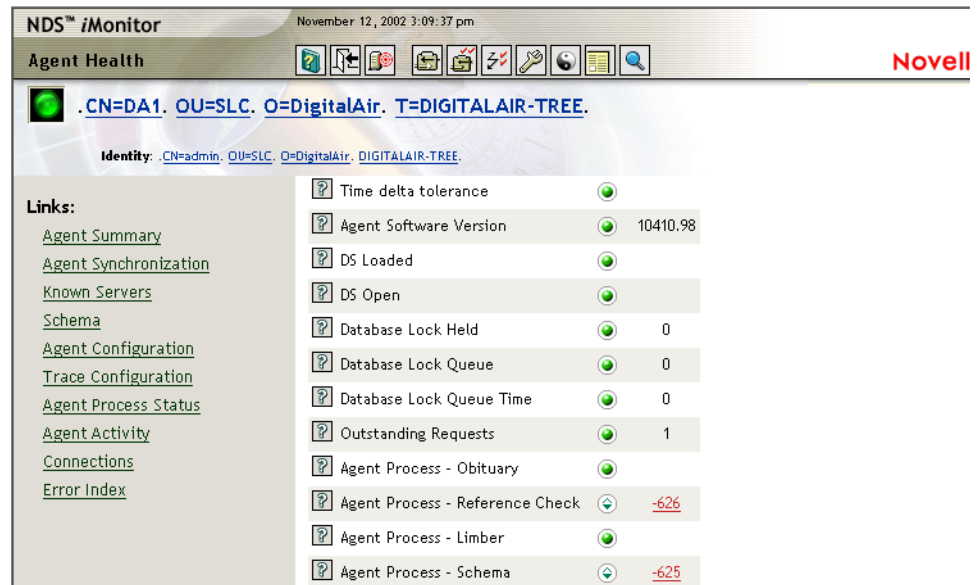 NDS™ iMonitor
November 12, 2002 3:09:37 pm
Agent Health
Novell
.CN=DA1. OU=SLC. O=DigitalAir. T=DIGITALAIR-TREE.
Identity: .CN=admin. OU=SLC. O=DigitalAir. DIGITALAIR-TREE.
Links:
Agent Summary
Agent Synchronization
Known Servers
Schema
Agent Configuration
Trace Configuration
Agent Process Status
Agent Activity
Connections
Error Index
? Time delta tolerance
? Agent Software Version 10410.98
? DS Loaded
? DS Open
? Database Lock Held 0
? Database Lock Queue 0
? Database Lock Queue Time 0
? Outstanding Requests 1
? Agent Process - Obituary
? Agent Process - Reference Check -626
? Agent Process - Limber
? Agent Process - Schema -625